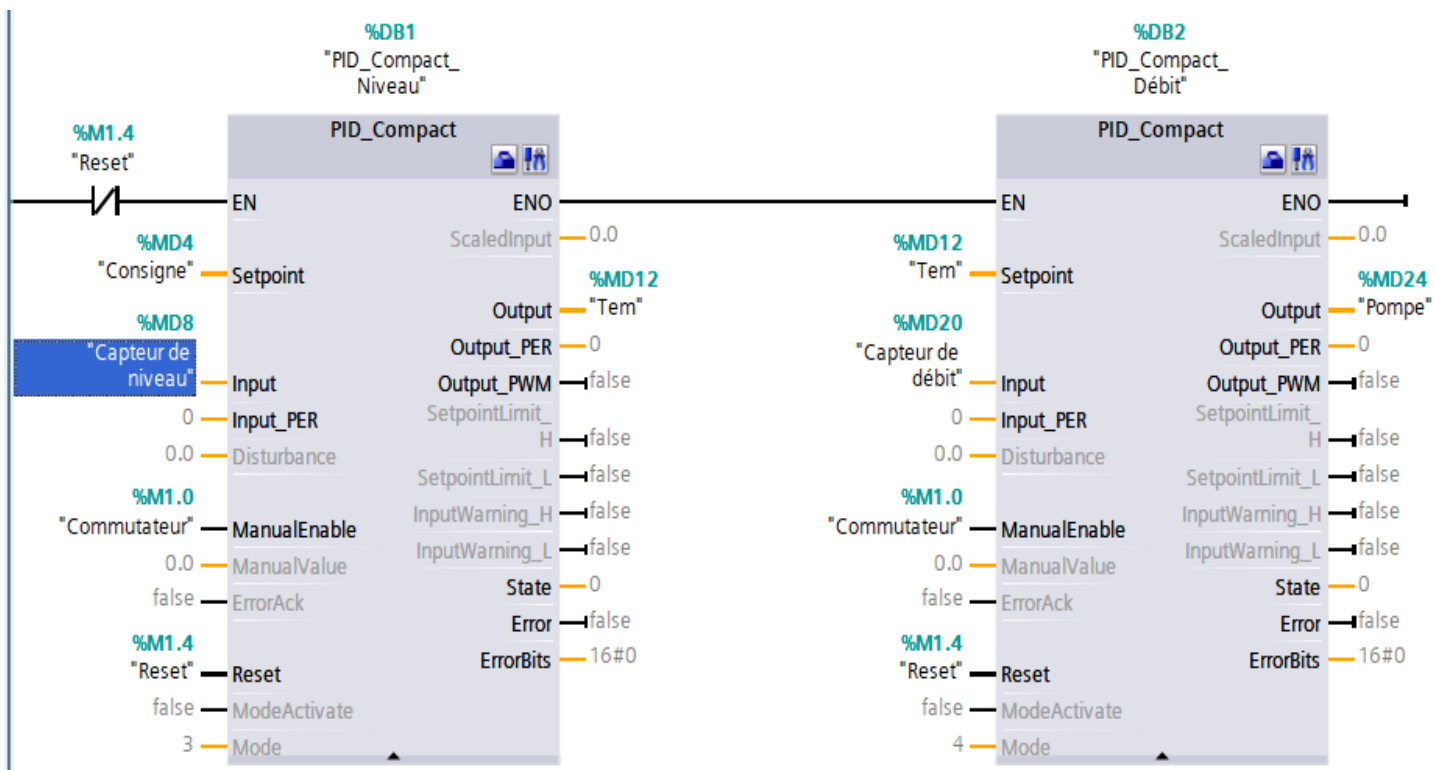 %DB1
"PID_Compact_
Niveau"
%M1.4
"Reset"
PID_Compact
EN
ENO
ScaledInput
0.0
%MD4
"Consigne"
Setpoint
%MD12
Output
"Tem"
%MD8
"Capteur de
niveau"
Input
Output_PER
0
Output_PWM
false
0
Input_PER
SetpointLimit_
H
false
0.0
Disturbance
SetpointLimit_L
false
%M1.0
"Commutateur"
ManualEnable
InputWarning_H
false
InputWarning_L
false
0.0
ManualValue
State
0
false
ErrorAck
Error
false
%M1.4
"Reset"
Reset
ErrorBits
16#0
false
ModeActivate
3
Mode
%DB2
"PID_Compact_
Débit"
PID_Compact
EN
ENO
ScaledInput
0.0
%MD12
"Tem"
Setpoint
%MD24
Output
"Pompe"
%MD20
"Capteur de
débit"
Input
Output_PER
0
Output_PWM
false
0
Input_PER
SetpointLimit_
H
false
0.0
Disturbance
SetpointLimit_L
false
%M1.0
"Commutateur"
ManualEnable
InputWarning_H
false
InputWarning_L
false
0.0
ManualValue
State
0
false
ErrorAck
Error
false
%M1.4
"Reset"
Reset
ErrorBits
16#0
false
ModeActivate
4
Mode